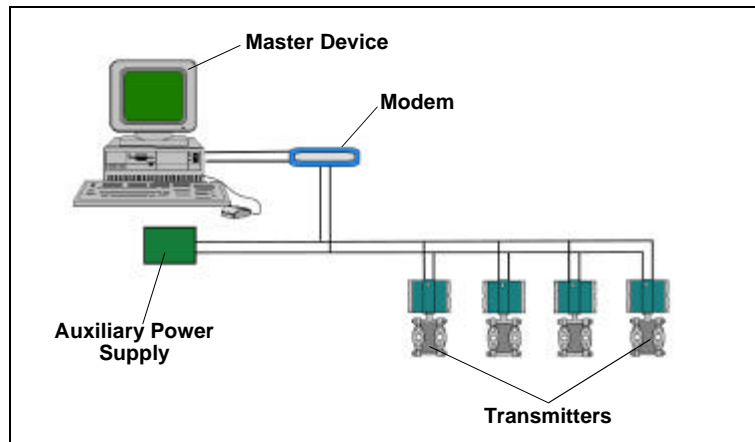 Master Device
Modem
Auxiliary Power
Supply
Transmitters